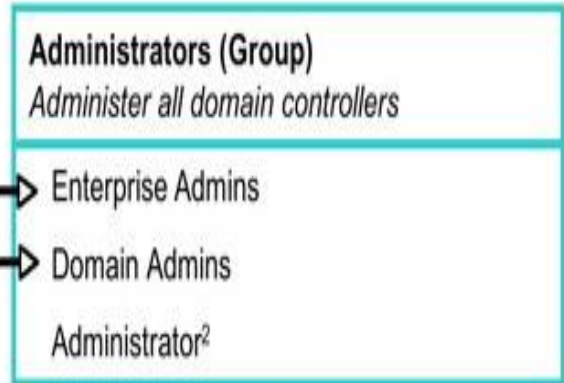 Administrators (Group)
Administer all domain controllers
Enterprise Admins
Domain Admins
Administrator²